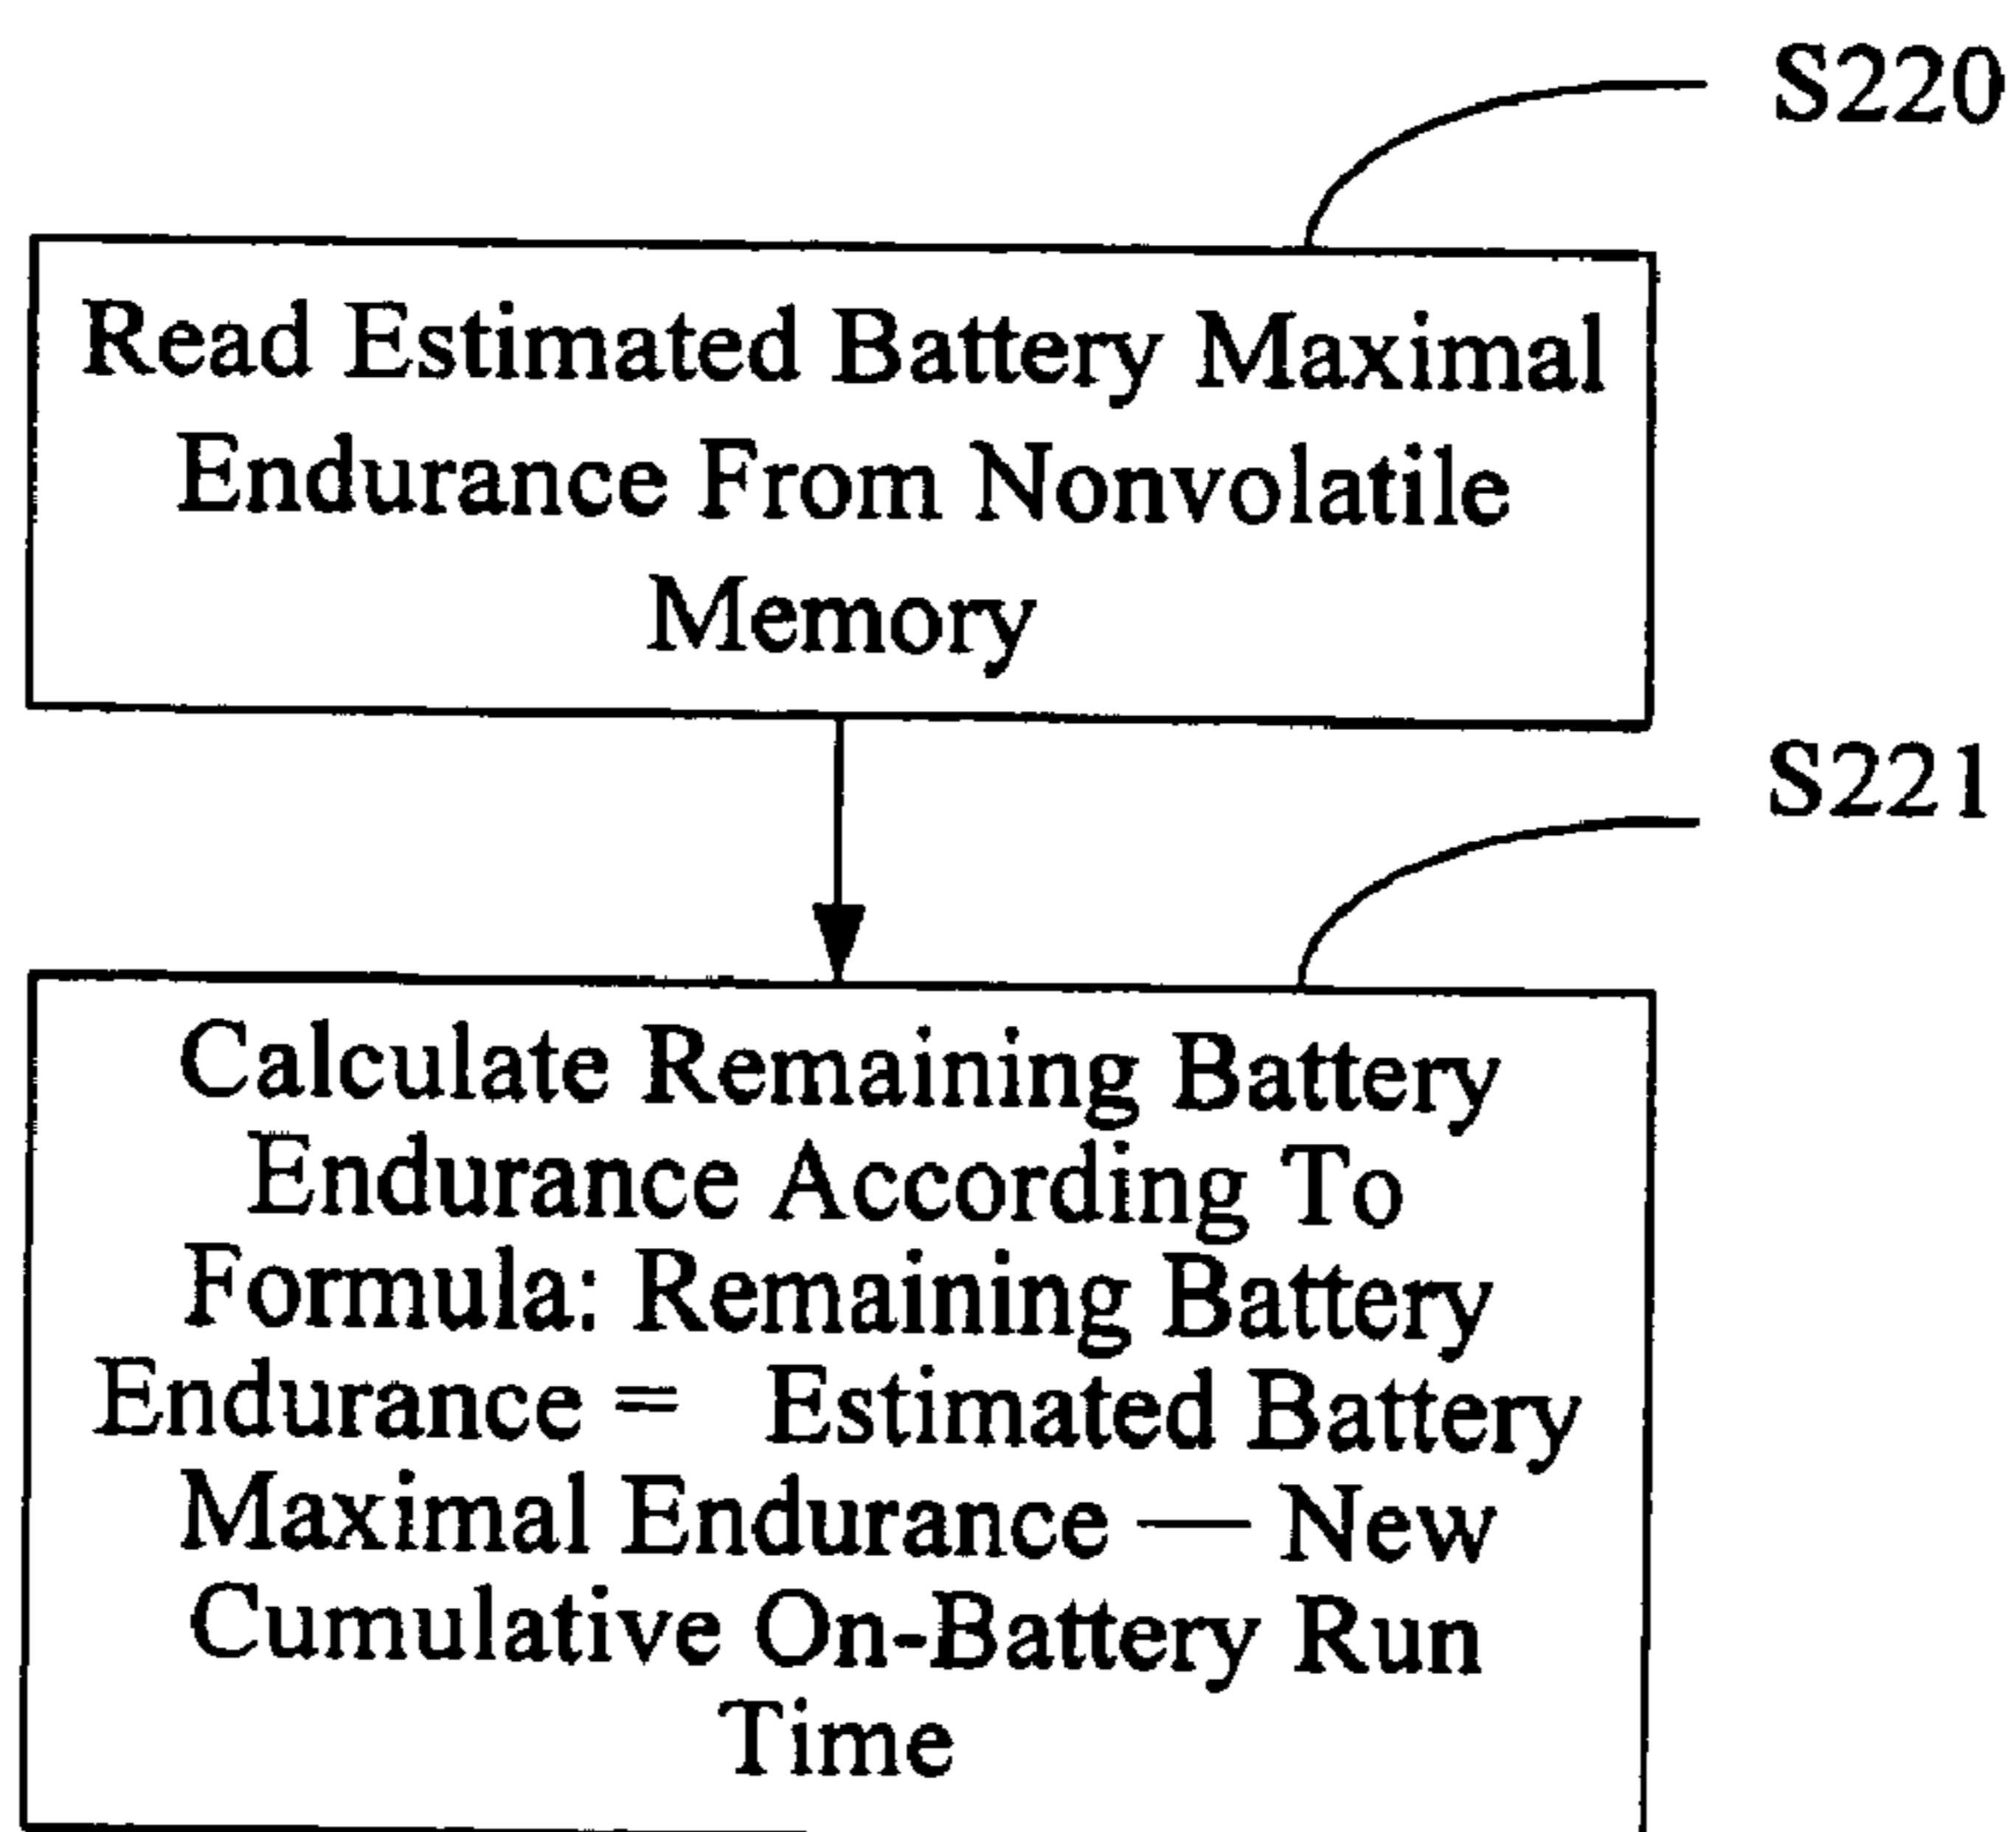 S220
Read Estimated Battery Maximal
Endurance From Nonvolatile
Memory
S221
Calculate Remaining Battery
Endurance According To
Formula: Remaining Battery
Endurance = Estimated Battery
Maximal Endurance — New
Cumulative On-Battery Run
Time